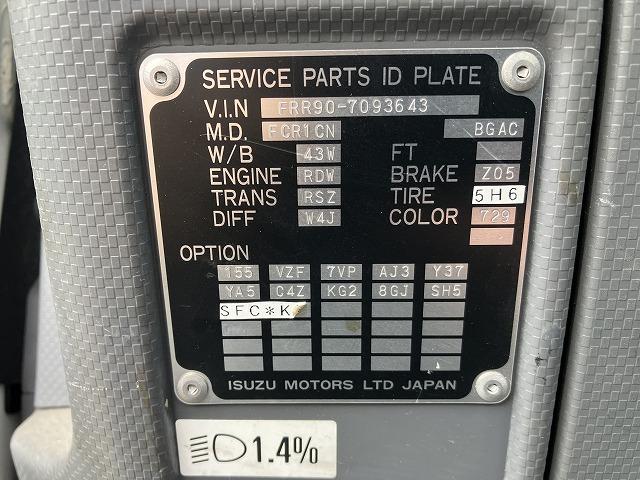 SERVICE PARTS ID PLATE
V.I.N FRR90-7093643
M.D. FCR1CN BGAC
W/B 43W FT
ENGINE RDW BRAKE Z05
TRANS RSZ TIRE 5H6
DIFF W4J COLOR 729
OPTION
155 VZF 7VP AJ3 Y37
YA5 C4Z KG2 8GJ SH5
SFC*K
ISUZU MOTORS LTD JAPAN
1.4%